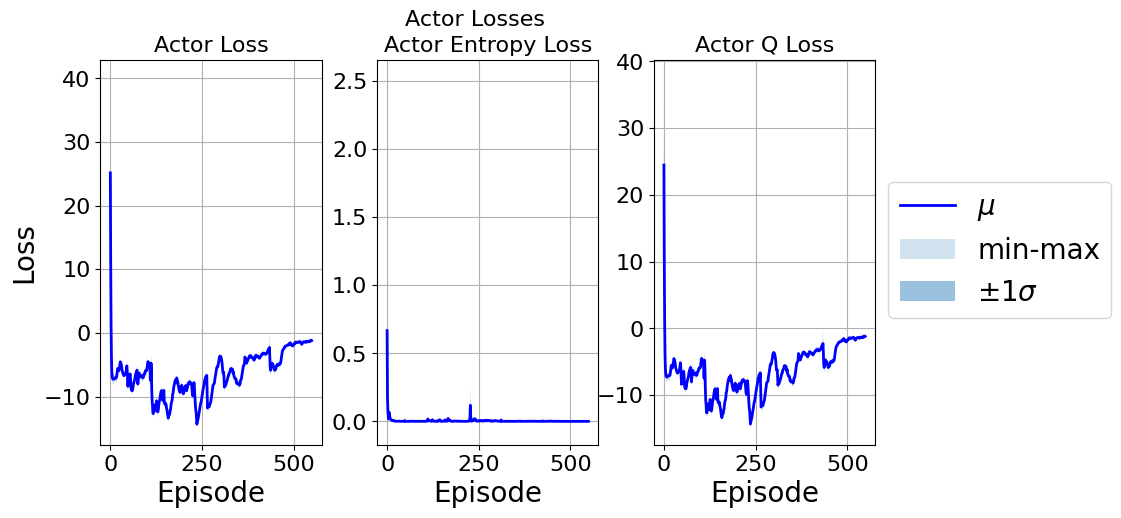 Actor Losses
Actor Loss
Actor Entropy Loss
Actor Q Loss
Loss
40
30
20
10
0
−10
0
250
500
Episode
2.5
2.0
1.5
1.0
0.5
0.0
0
250
500
Episode
40
30
20
10
0
−10
0
250
500
Episode
μ
min-max
±1σ